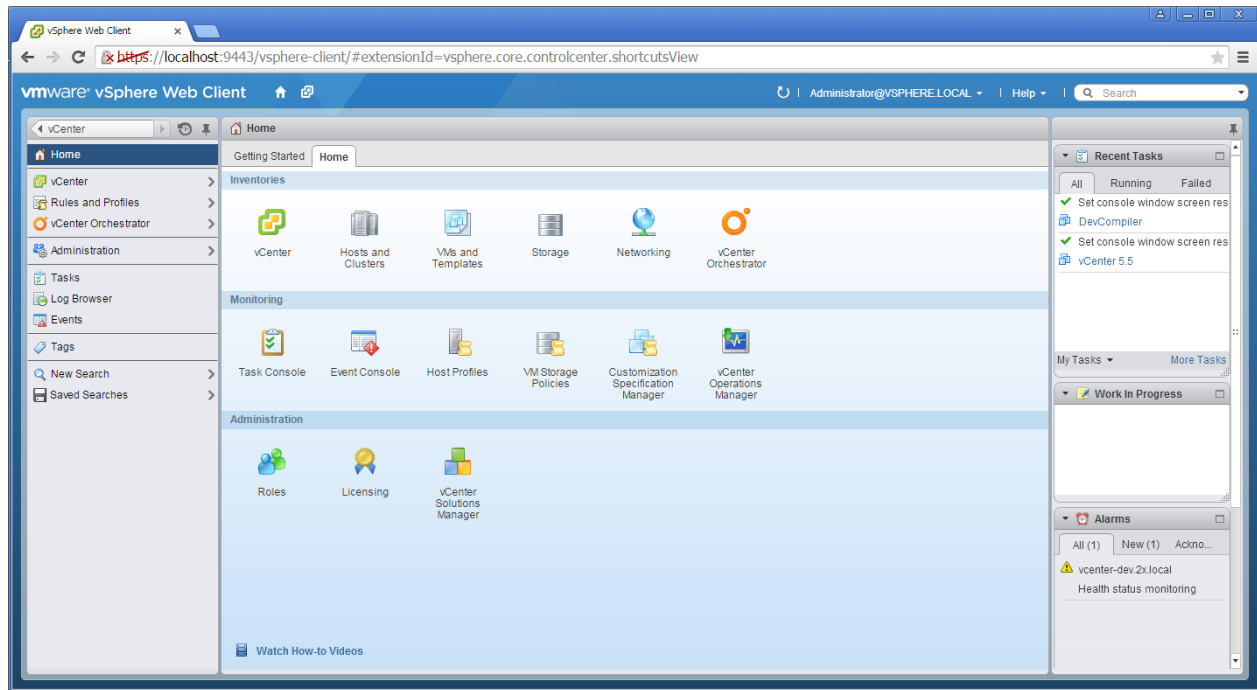 vSphere Web Client
https://localhost:9443/vsphere-client/#extensionId=vsphere.core.controlcenter.shortcutsView
vmware® vSphere Web Client
Administrator@VSPHERE.LOCAL
Help
Search
vCenter
Home
vCenter
Rules and Profiles
vCenter Orchestrator
Administration
Tasks
Log Browser
Events
Tags
New Search
Saved Searches
Home
Getting Started Home
Inventories
vCenter
Hosts and
Clusters
VMs and
Templates
Storage
Networking
vCenter
Orchestrator
Monitoring
Task Console
Event Console
Host Profiles
VM Storage
Policies
Customization
Specification
Manager
vCenter
Operations
Manager
Administration
Roles
Licensing
vCenter
Solutions
Manager
Watch How-to Videos
Recent Tasks
All Running Failed
Set console window screen res
DevCompiler
Set console window screen res
vCenter 5.5
My Tasks More Tasks
Work In Progress
Alarms
All (1) New (1) Ackno...
vcenter-dev.2x.local
Health status monitoring